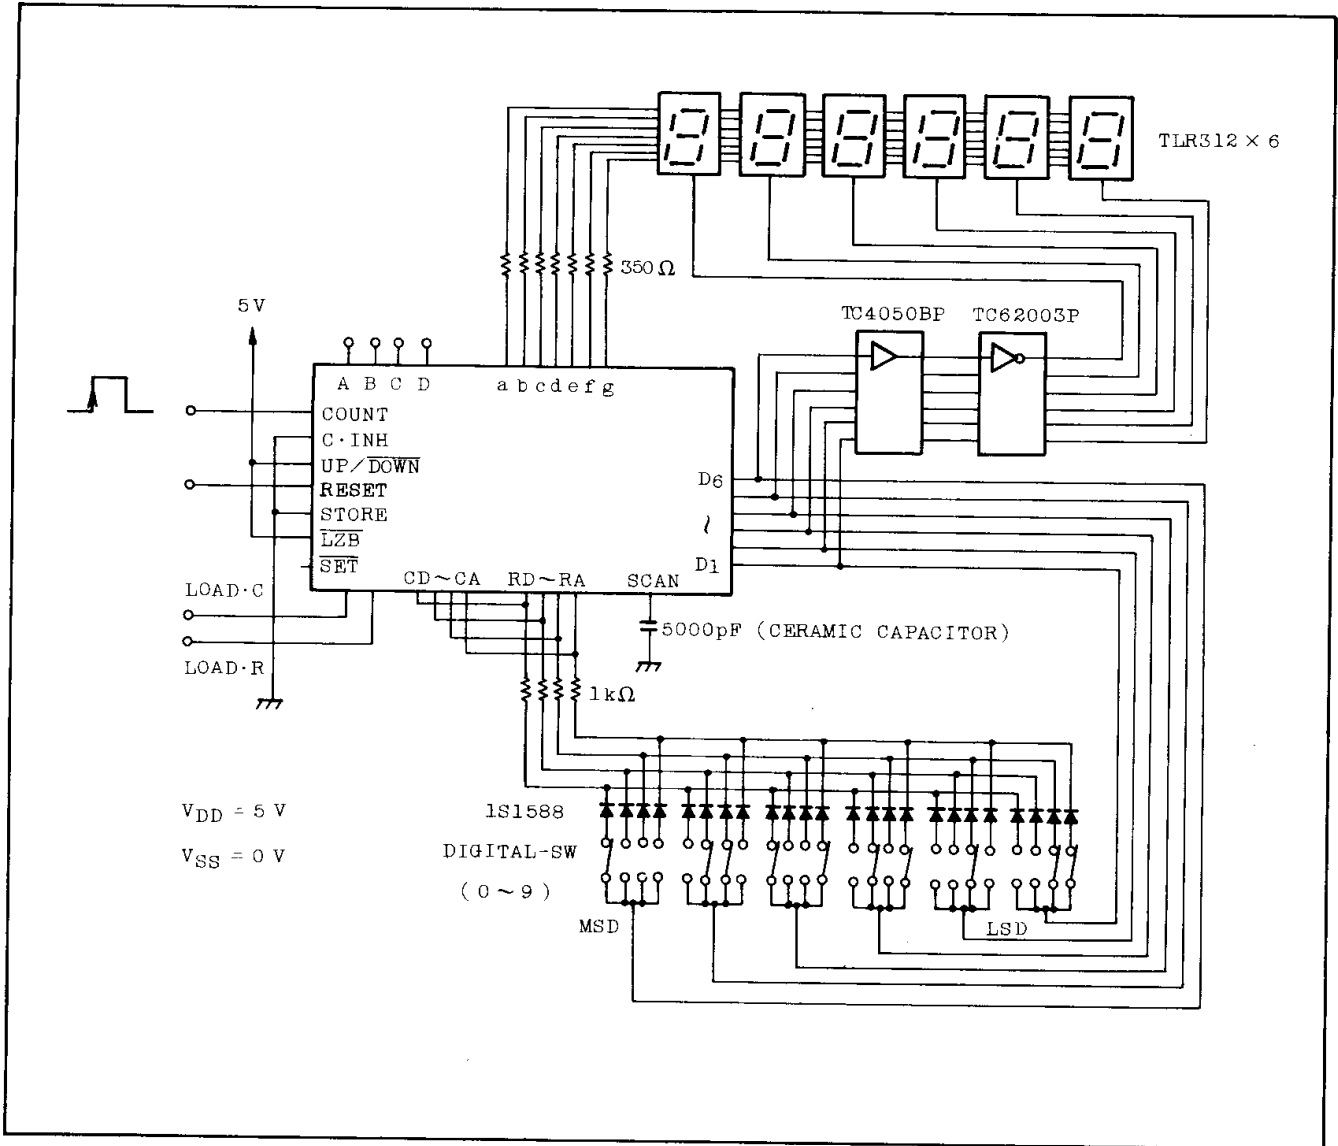 TLR312 × 6
350Ω
5V
TC4050BP TC62003P
A B C D
a b c d e f g
COUNT
C·INH
UP/DOWN
RESET
STORE
LZB
SET
D6
~
D1
CD~CA RD~RA SCAN
LOAD·C
LOAD·R
5000pF (CERAMIC CAPACITOR)
1kΩ
VDD = 5 V
VSS = 0 V
1S1588
DIGITAL-SW
(0~9)
MSD
LSD